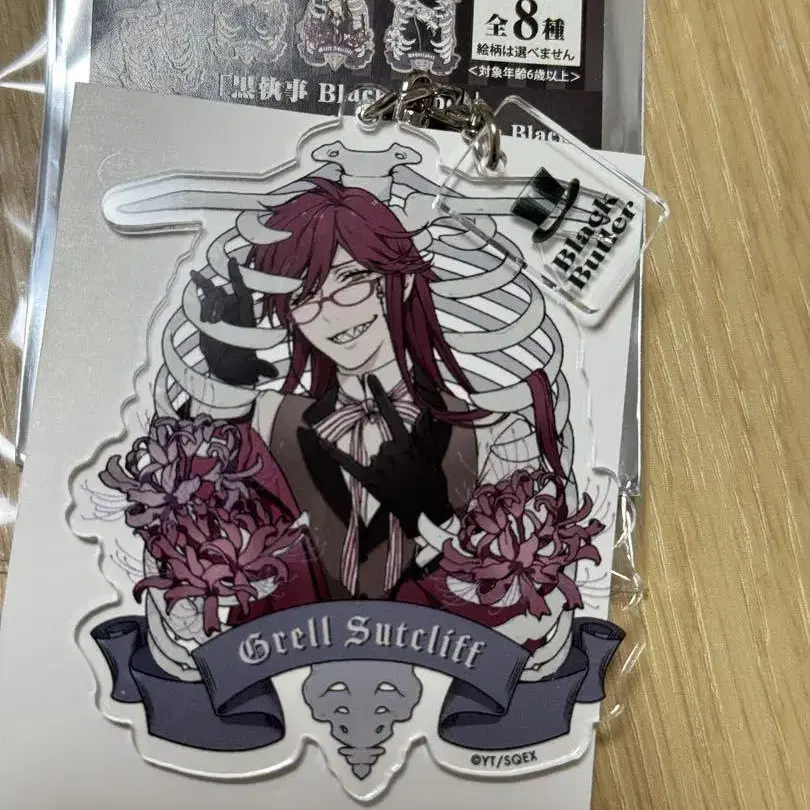 全8種
絵柄は選べません
<対象年齢6歳以上>
「黒執事 Black
Black
Black
Butler
Grell Sutcliff
©YT/SQEX